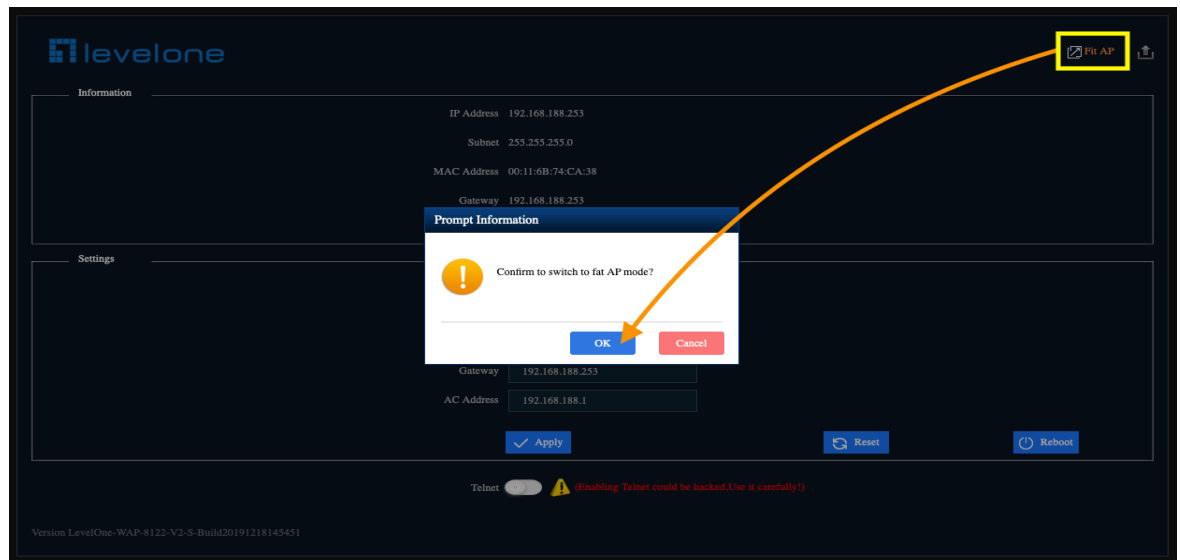 levelone
Fit AP
Information
IP Address 192.168.188.253
Subnet 255.255.255.0
MAC Address 00:11:6B:74:CA:38
Gateway 192.168.188.253
Prompt Information
Confirm to switch to fat AP mode?
OK Cancel
Settings
Gateway 192.168.188.253
AC Address 192.168.188.1
Apply Reset Reboot
Telnet (Enabling Telnet could be hacked,Use it carefully!)
Version LevelOne-WAP-8122-V2-S-Build20191218145451